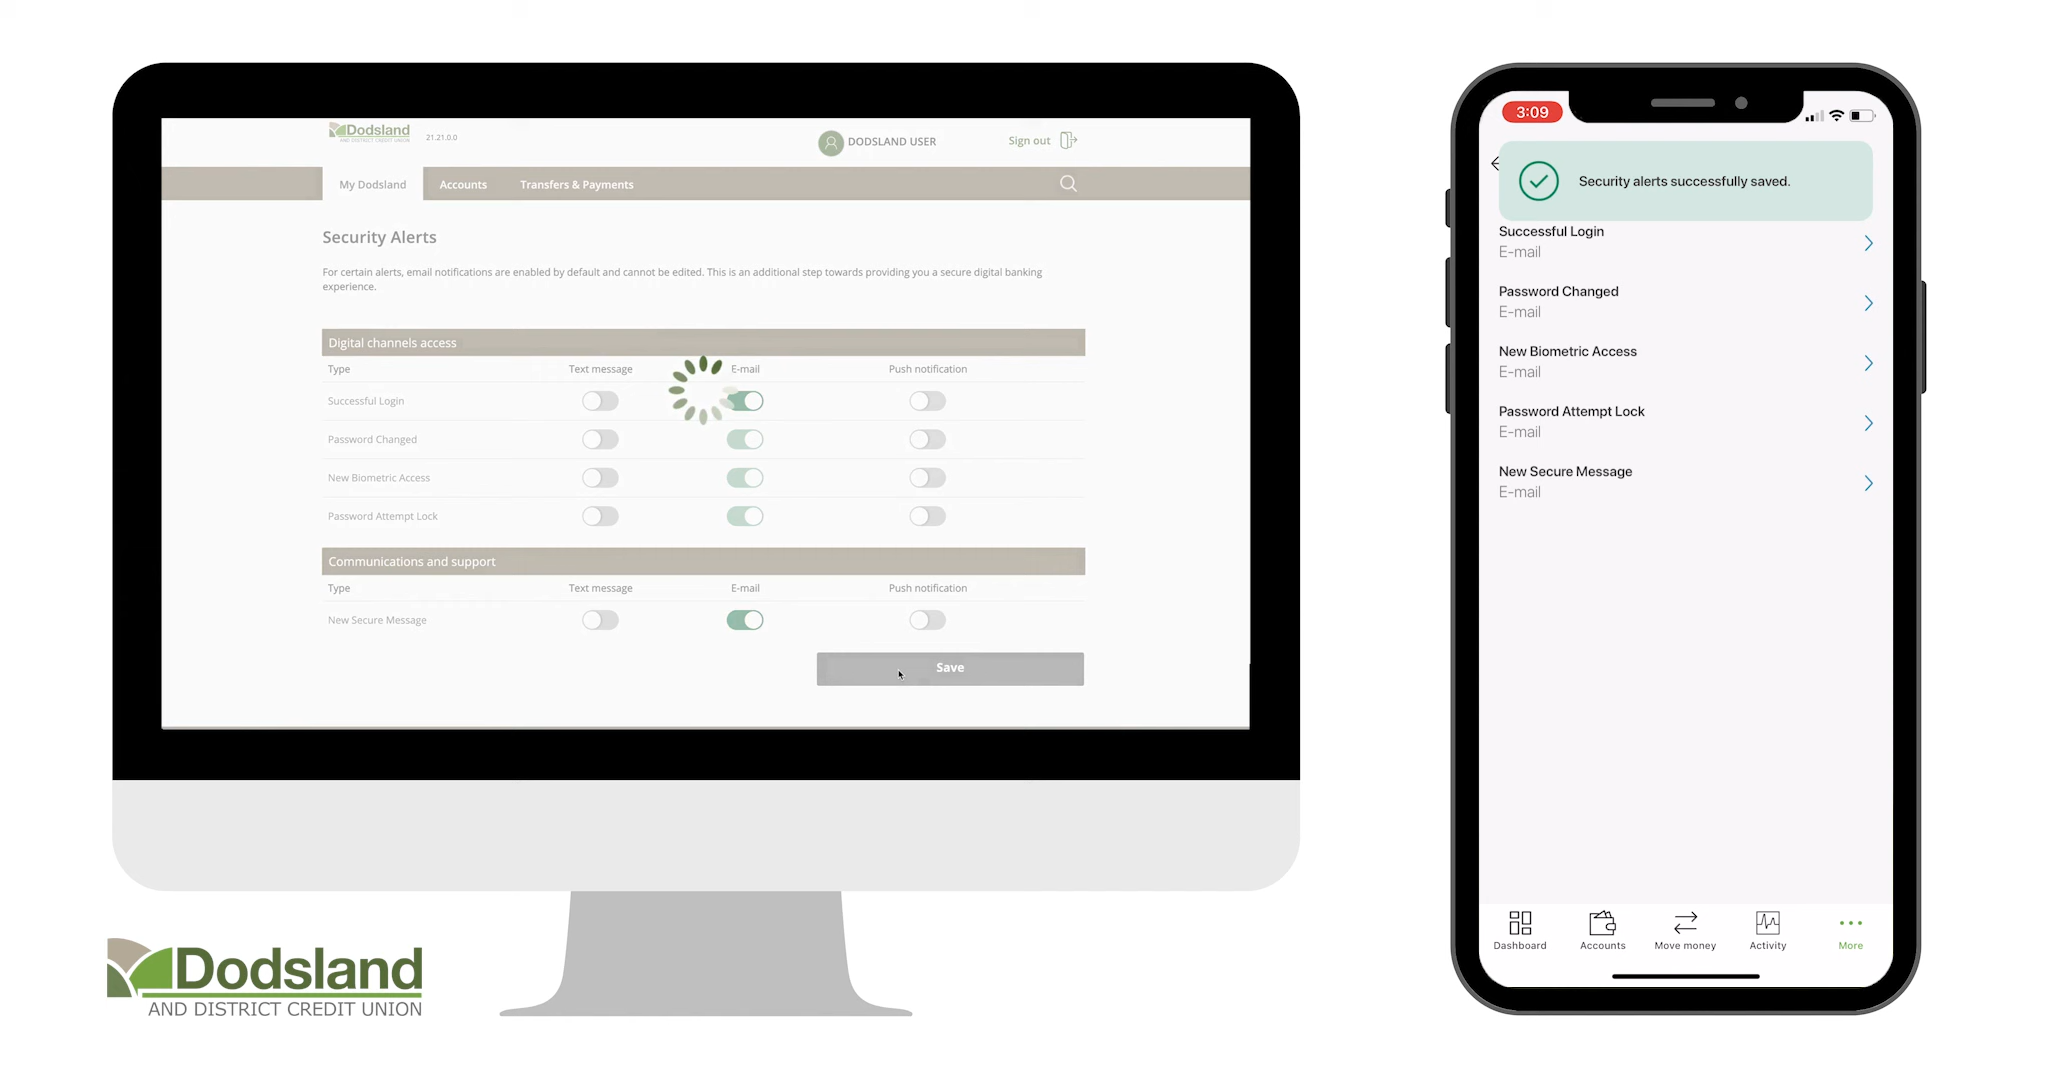 Dodsland
AND DISTRICT CREDIT UNION
21.21.0.0
DODSLAND USER
Sign out
My Dodsland
Accounts
Transfers & Payments
Security Alerts
For certain alerts, email notifications are enabled by default and cannot be edited. This is an additional step towards providing you a secure digital banking
experience.
Digital channels access
Type Text message E-mail Push notification
Successful Login
Password Changed
New Biometric Access
Password Attempt Lock
Communications and support
Type Text message E-mail Push notification
New Secure Message
Save
Dodsland
AND DISTRICT CREDIT UNION
3:09
Security alerts successfully saved.
Successful Login
E-mail
Password Changed
E-mail
New Biometric Access
E-mail
Password Attempt Lock
E-mail
New Secure Message
E-mail
Dashboard
Accounts
Move money
Activity
More